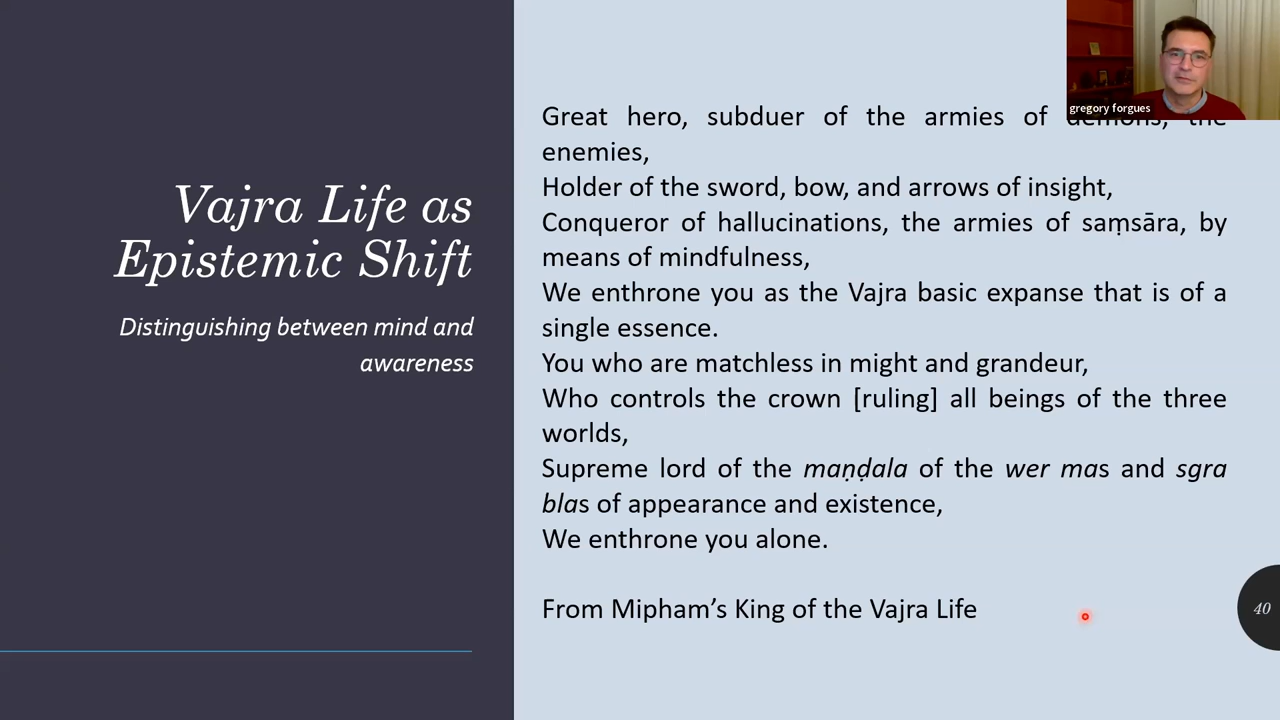 Vajra Life as
Epistemic Shift
Distinguishing between mind and
awareness
gregory forgues
Great hero, subduer of the armies of demons, the
enemies,
Holder of the sword, bow, and arrows of insight,
Conqueror of hallucinations, the armies of saṃsāra, by
means of mindfulness,
We enthrone you as the Vajra basic expanse that is of a
single essence.
You who are matchless in might and grandeur,
Who controls the crown [ruling] all beings of the three
worlds,
Supreme lord of the maṇḍala of the wer mas and sgra
blas of appearance and existence,
We enthrone you alone.
From Mipham’s King of the Vajra Life
40